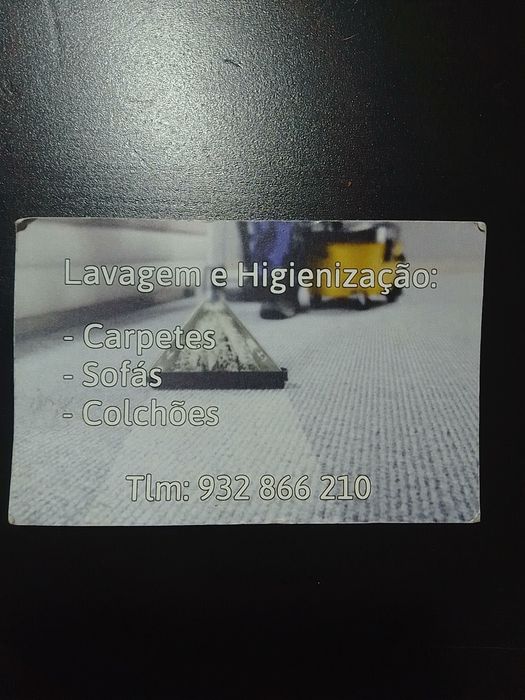 Lavagem e Higienização:
- Carpetes
- Sofás
- Colchões
Tlm: 932 866 210